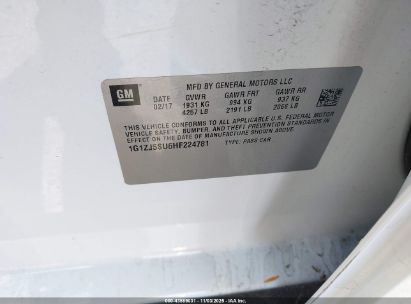 GM
MFD BY GENERAL MOTORS LLC
DATE GVWR GAWR FRT GAWR RR
02/17 1931 KG 994 KG 937 KG
4257 LB 2191 LB 2066 LB
THIS VEHICLE CONFORMS TO ALL APPLICABLE U.S. FEDERAL MOTOR
VEHICLE SAFETY, BUMPER, AND THEFT PREVENTION STANDARDS
IN EFFECT ON THE DATE OF MANUFACTURE SHOWN ABOVE.
1G1ZJ5SU6HF224781 TYPE: PASS CAR